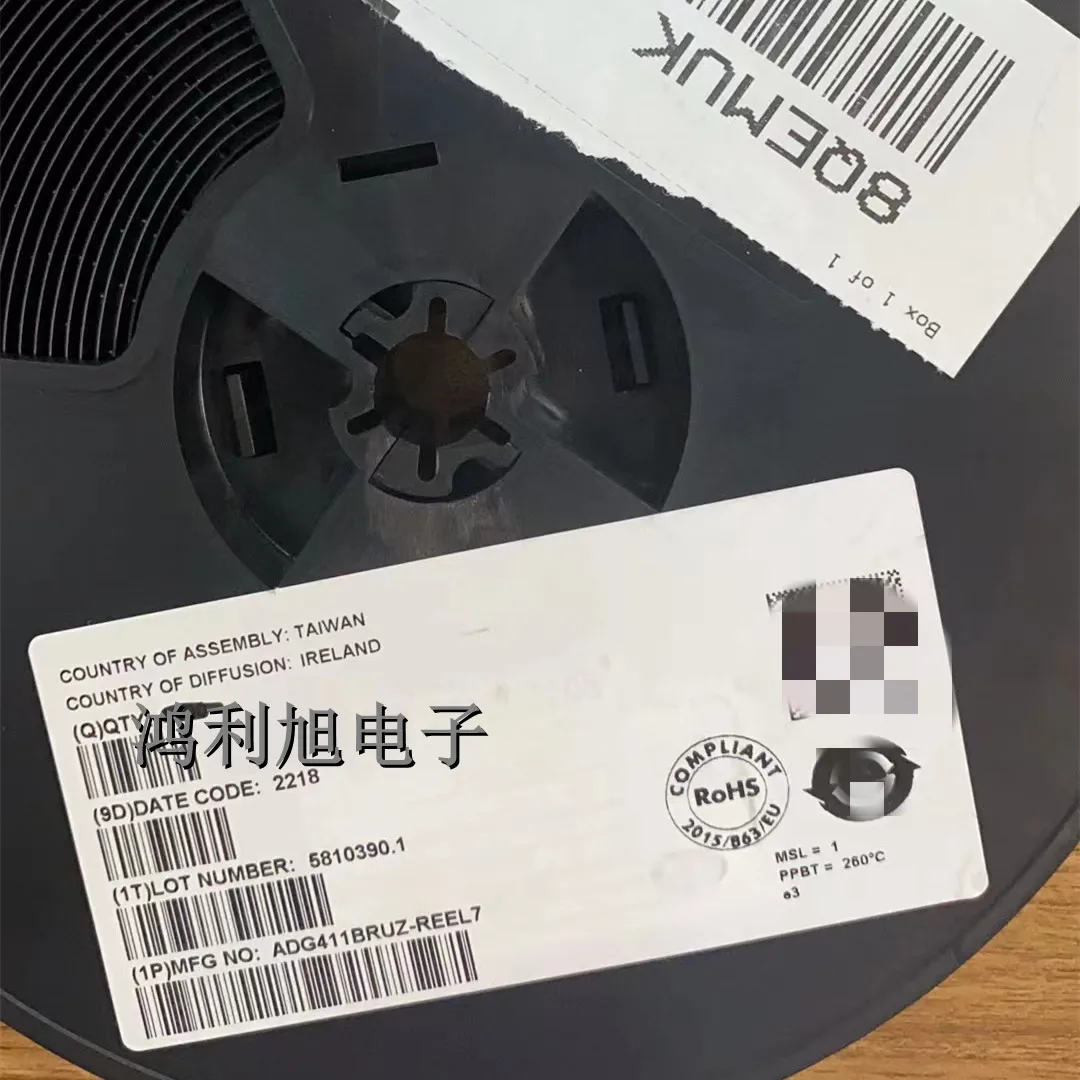 8QEMUK
Box 1 of 1
COUNTRY OF ASSEMBLY: TAIWAN
COUNTRY OF DIFFUSION: IRELAND
(Q)QTY
鸿利旭电子
(9D)DATE CODE: 2218
(1T)LOT NUMBER: 5810390.1
(1P)MFG NO: ADG411BRUZ-REEL7
COMPLIANT
RoHS
2015/863/EU
MSL = 1
PPBT = 260°C
e3